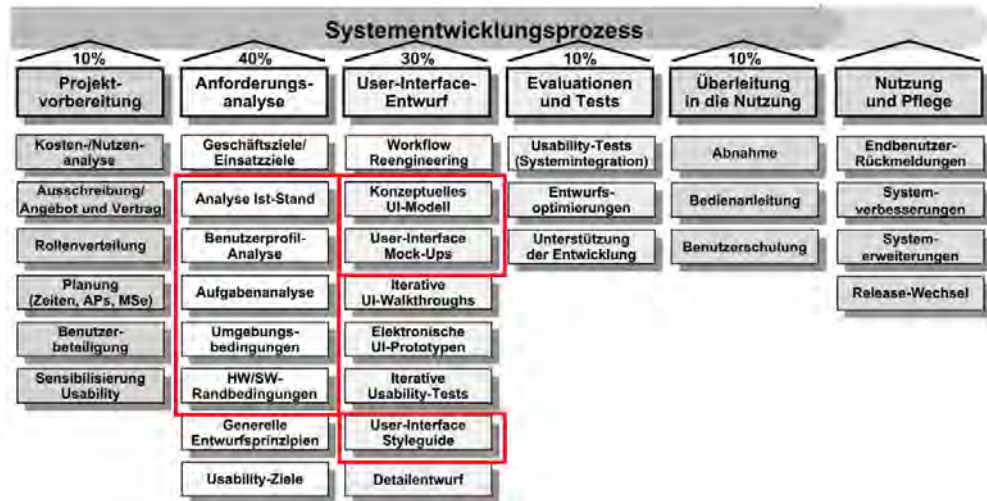 Systementwicklungsprozess
10%
Projekt-
vorbereitung
Kosten-/Nutzen-
analyse
Ausschreibung/
Angebot und Vertrag
Rollenverteilung
Planung
(Zeiten, APs, MSe)
Benutzer-
beteiligung
Sensibilisierung
Usability
40%
Anforderungs-
analyse
Geschäftsziele/
Einsatzziele
Analyse Ist-Stand
Benutzerprofil-
Analyse
Aufgabenanalyse
Umgebungs-
bedingungen
HW/SW-
Randbedingungen
Generelle
Entwurfsprinzipien
Usability-Ziele
30%
User-Interface-
Entwurf
Workflow
Reengineering
Konzeptuelles
UI-Modell
User-Interface
Mock-Ups
Iterative
UI-Walkthroughs
Elektronische
UI-Prototypen
Iterative
Usability-Tests
User-Interface
Styleguide
Detailentwurf
10%
Evaluationen
und Tests
Usability-Tests
(Systemintegration)
Entwurfs-
optimierungen
Unterstützung
der Entwicklung
10%
Überleitung
in die Nutzung
Abnahme
Bedienanleitung
Benutzerschulung
Nutzung
und Pflege
Endbenutzer-
Rückmeldungen
System-
verbesserungen
System-
erweiterungen
Release-Wechsel